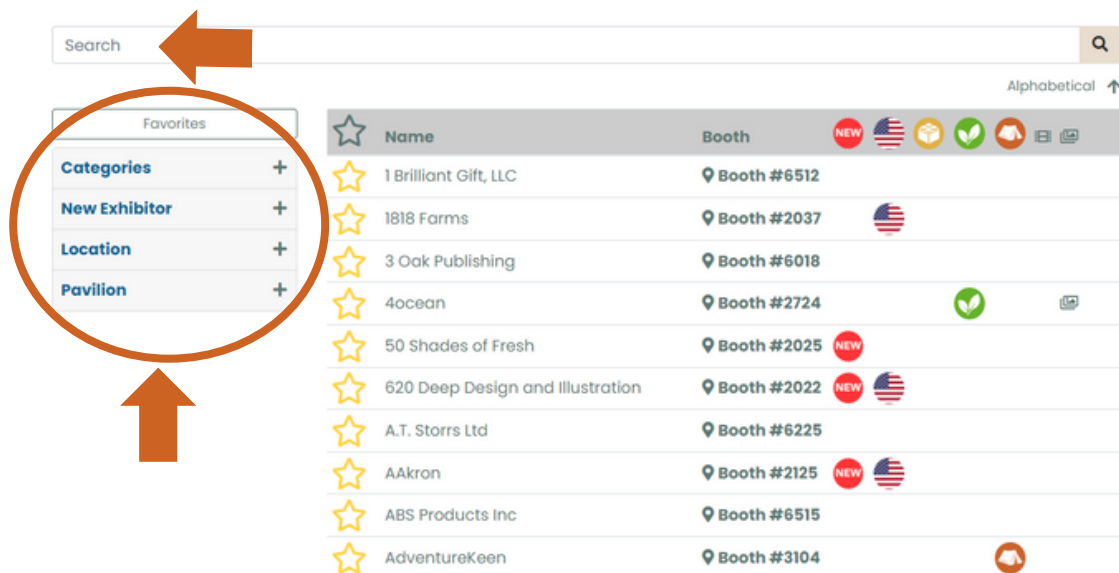 Search
Alphabetical
Favorites
Categories
New Exhibitor
Location
Pavilion
Name Booth NEW
1 Brilliant Gift, LLC Booth #6512
1818 Farms Booth #2037
3 Oak Publishing Booth #6018
4ocean Booth #2724
50 Shades of Fresh Booth #2025 NEW
620 Deep Design and Illustration Booth #2022 NEW
A.T. Storrs Ltd Booth #6225
AAkron Booth #2125 NEW
ABS Products Inc Booth #6515
AdventureKeen Booth #3104